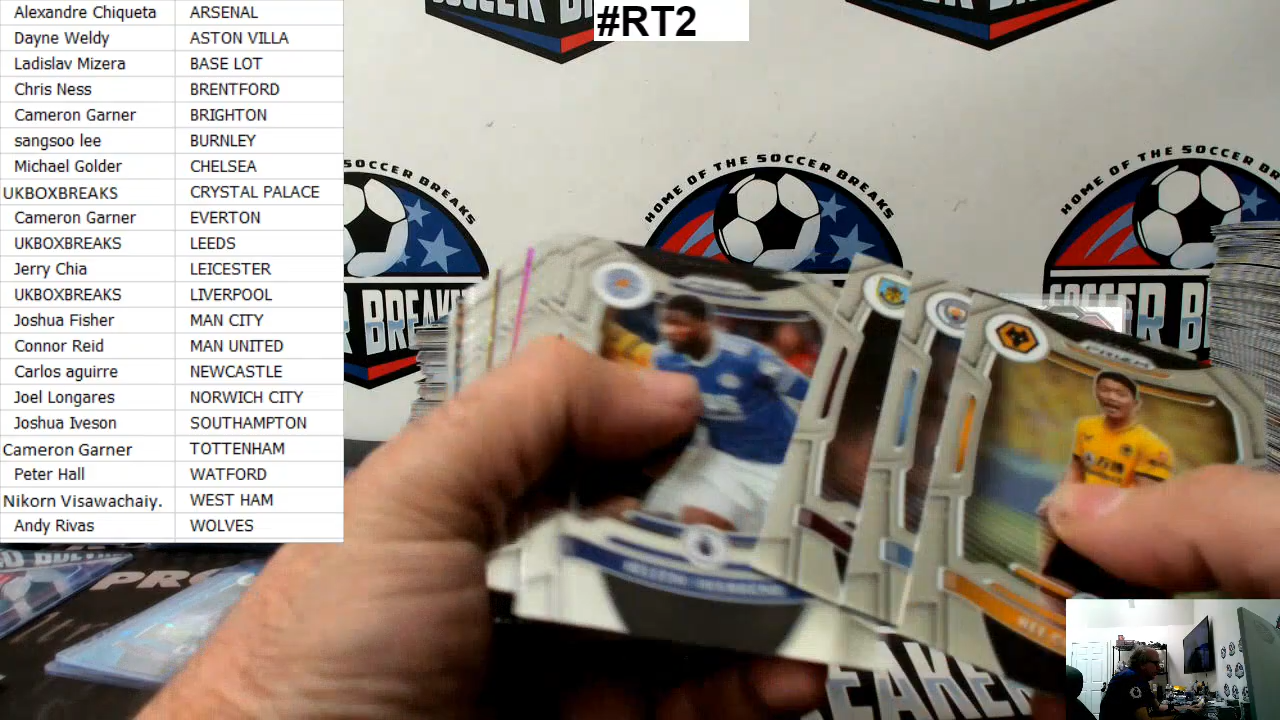 #RT2
Alexandre Chiqueta ARSENAL
Dayne Weldy ASTON VILLA
Ladislav Mizera BASE LOT
Chris Ness BRENTFORD
Cameron Garner BRIGHTON
sangsoo lee BURNLEY
Michael Golder CHELSEA
UKBOXBREAKS CRYSTAL PALACE
Cameron Garner EVERTON
UKBOXBREAKS LEEDS
Jerry Chia LEICESTER
UKBOXBREAKS LIVERPOOL
Joshua Fisher MAN CITY
Connor Reid MAN UNITED
Carlos aguirre NEWCASTLE
Joel Longares NORWICH CITY
Joshua Iveson SOUTHAMPTON
Cameron Garner TOTTENHAM
Peter Hall WATFORD
Nikorn Visawachaiy. WEST HAM
Andy Rivas WOLVES
SOCCER BREAKS
HOME OF THE SOCCER BREAKS
HOME OF THE SOCCER BREAKS
SOCCER